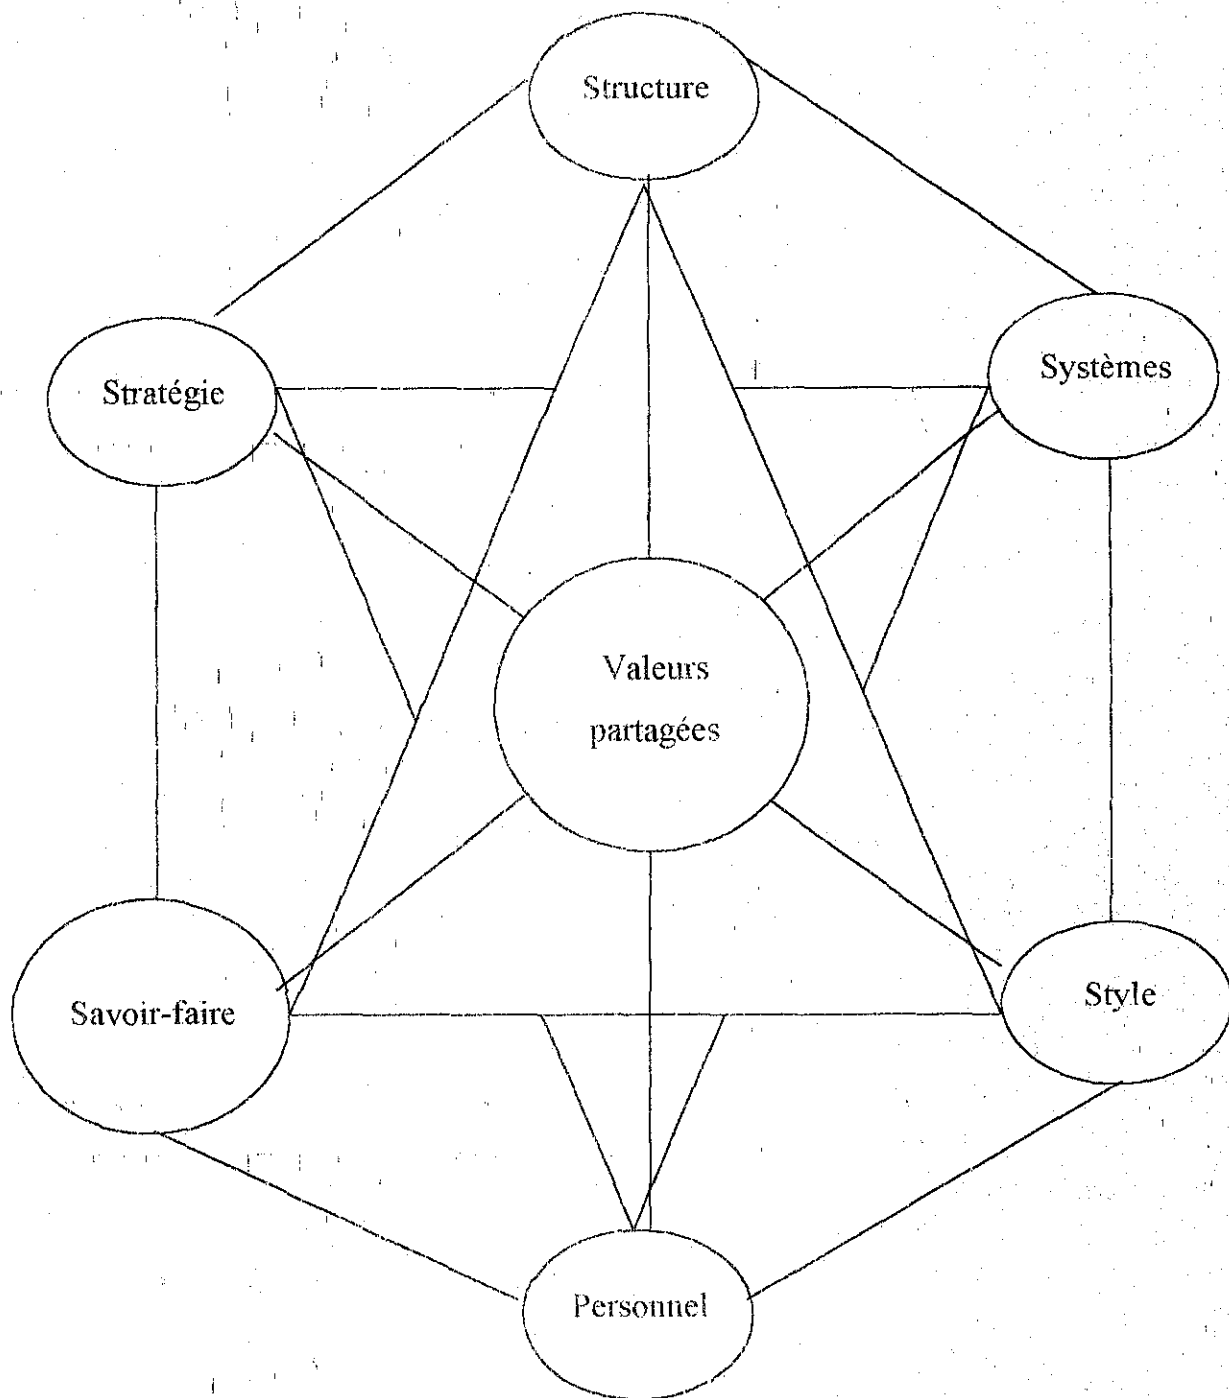 Structure
Systèmes
Stratégie
Valeurs
partagées
Style
Savoir-faire
Personnel